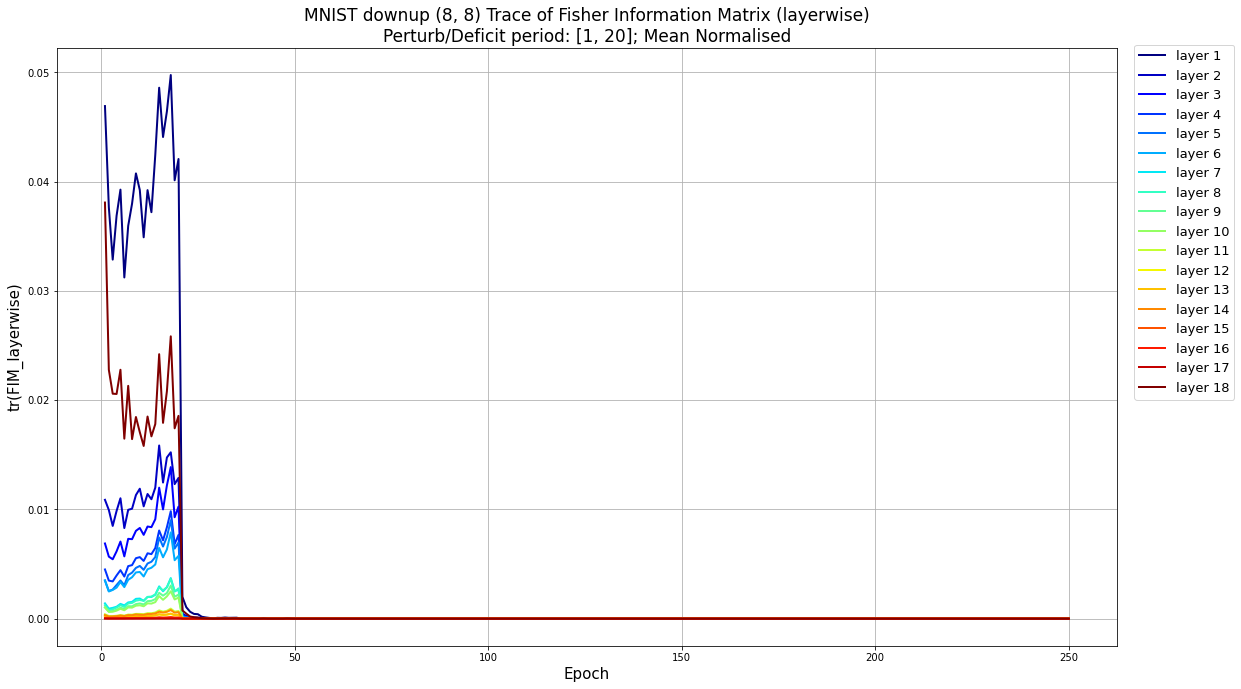 MNIST downup (8, 8) Trace of Fisher Information Matrix (layerwise)
Perturb/Deficit period: [1, 20]; Mean Normalised
tr(FIM_layerwise)
0.05
0.04
0.03
0.02
0.01
0.00
0
50
100
150
200
250
Epoch
layer 1
layer 2
layer 3
layer 4
layer 5
layer 6
layer 7
layer 8
layer 9
layer 10
layer 11
layer 12
layer 13
layer 14
layer 15
layer 16
layer 17
layer 18